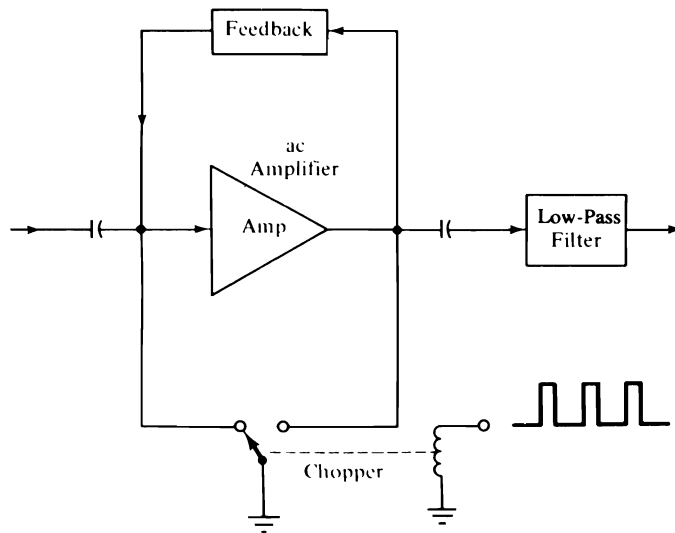 Feedback
ac
Amplifier
Amp
Low-Pass
Filter
Chopper